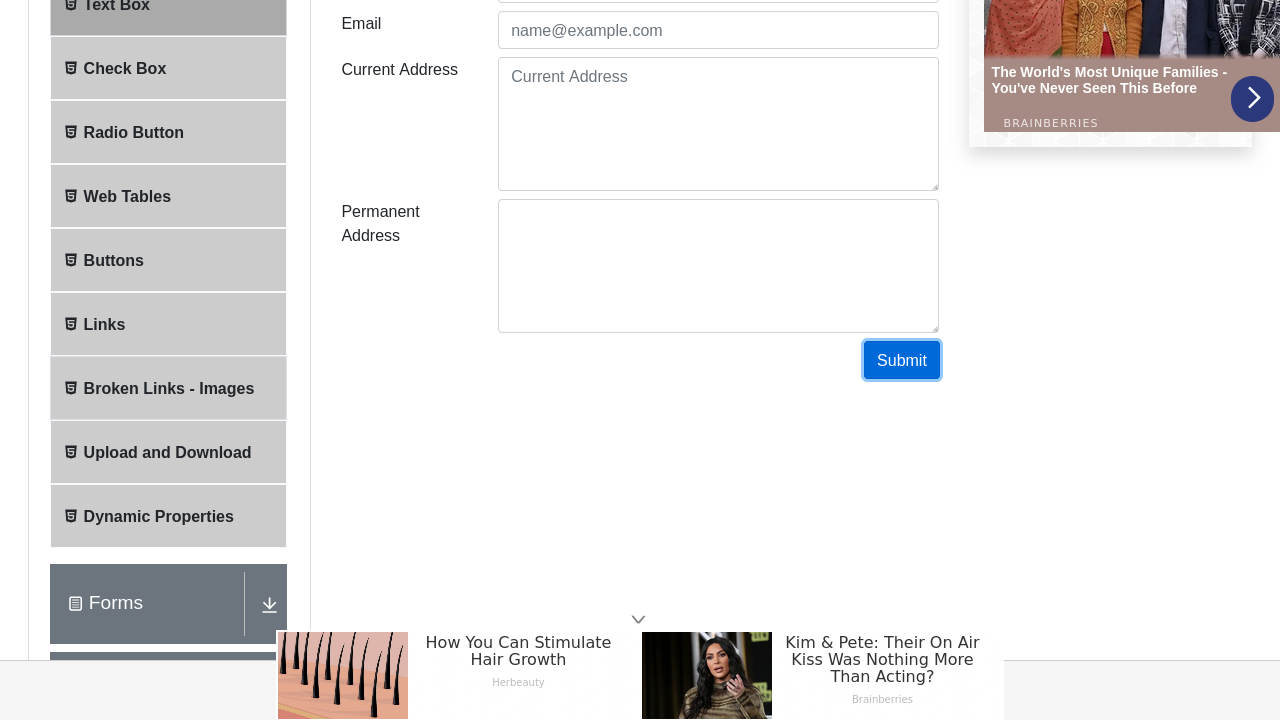 Text Box
Check Box
Radio Button
Web Tables
Buttons
Links
Broken Links - Images
Upload and Download
Dynamic Properties
Forms
Email
name@example.com
Current Address
Current Address
Permanent
Address
Submit
The World's Most Unique Families -
You've Never Seen This Before
BRAINBERRIES
How You Can Stimulate
Hair Growth
Herbeauty
Kim & Pete: Their On Air
Kiss Was Nothing More
Than Acting?
Brainberries